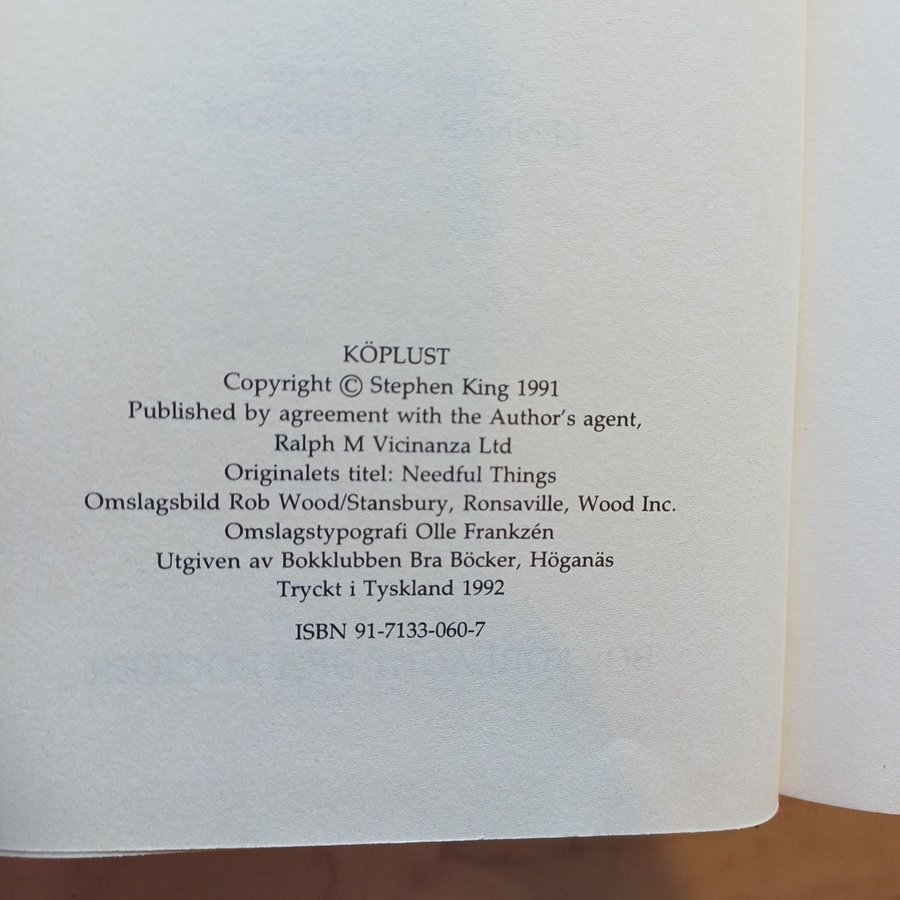 KÖPLUST
Copyright © Stephen King 1991
Published by agreement with the Author's agent,
Ralph M Vicinanza Ltd
Originalets titel: Needful Things
Omslagsbild Rob Wood/Stansbury, Ronsaville, Wood Inc.
Omslagstypografi Olle Frankzén
Utgiven av Bokklubben Bra Böcker, Höganäs
Tryckt i Tyskland 1992
ISBN 91-7133-060-7